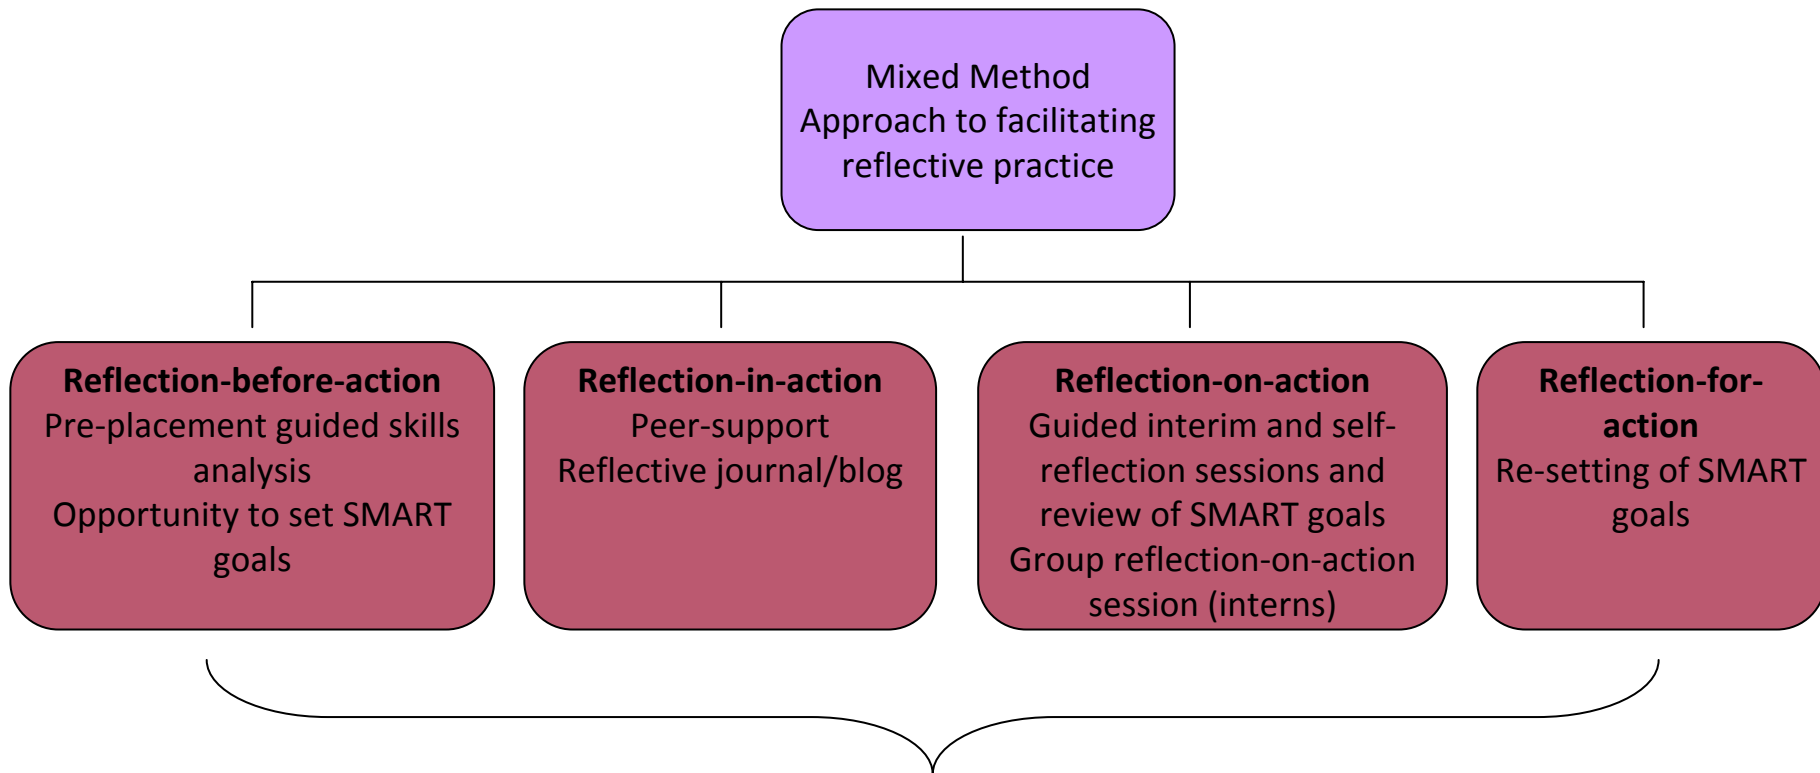 Mixed Method
Approach to facilitating
reflective practice
Reflection-before-action
Pre-placement guided skills
analysis
Opportunity to set SMART
goals
Reflection-in-action
Peer-support
Reflective journal/blog
Reflection-on-action
Guided interim and self-
reflection sessions and
review of SMART goals
Group reflection-on-action
session (interns)
Reflection-for-
action
Re-setting of SMART
goals